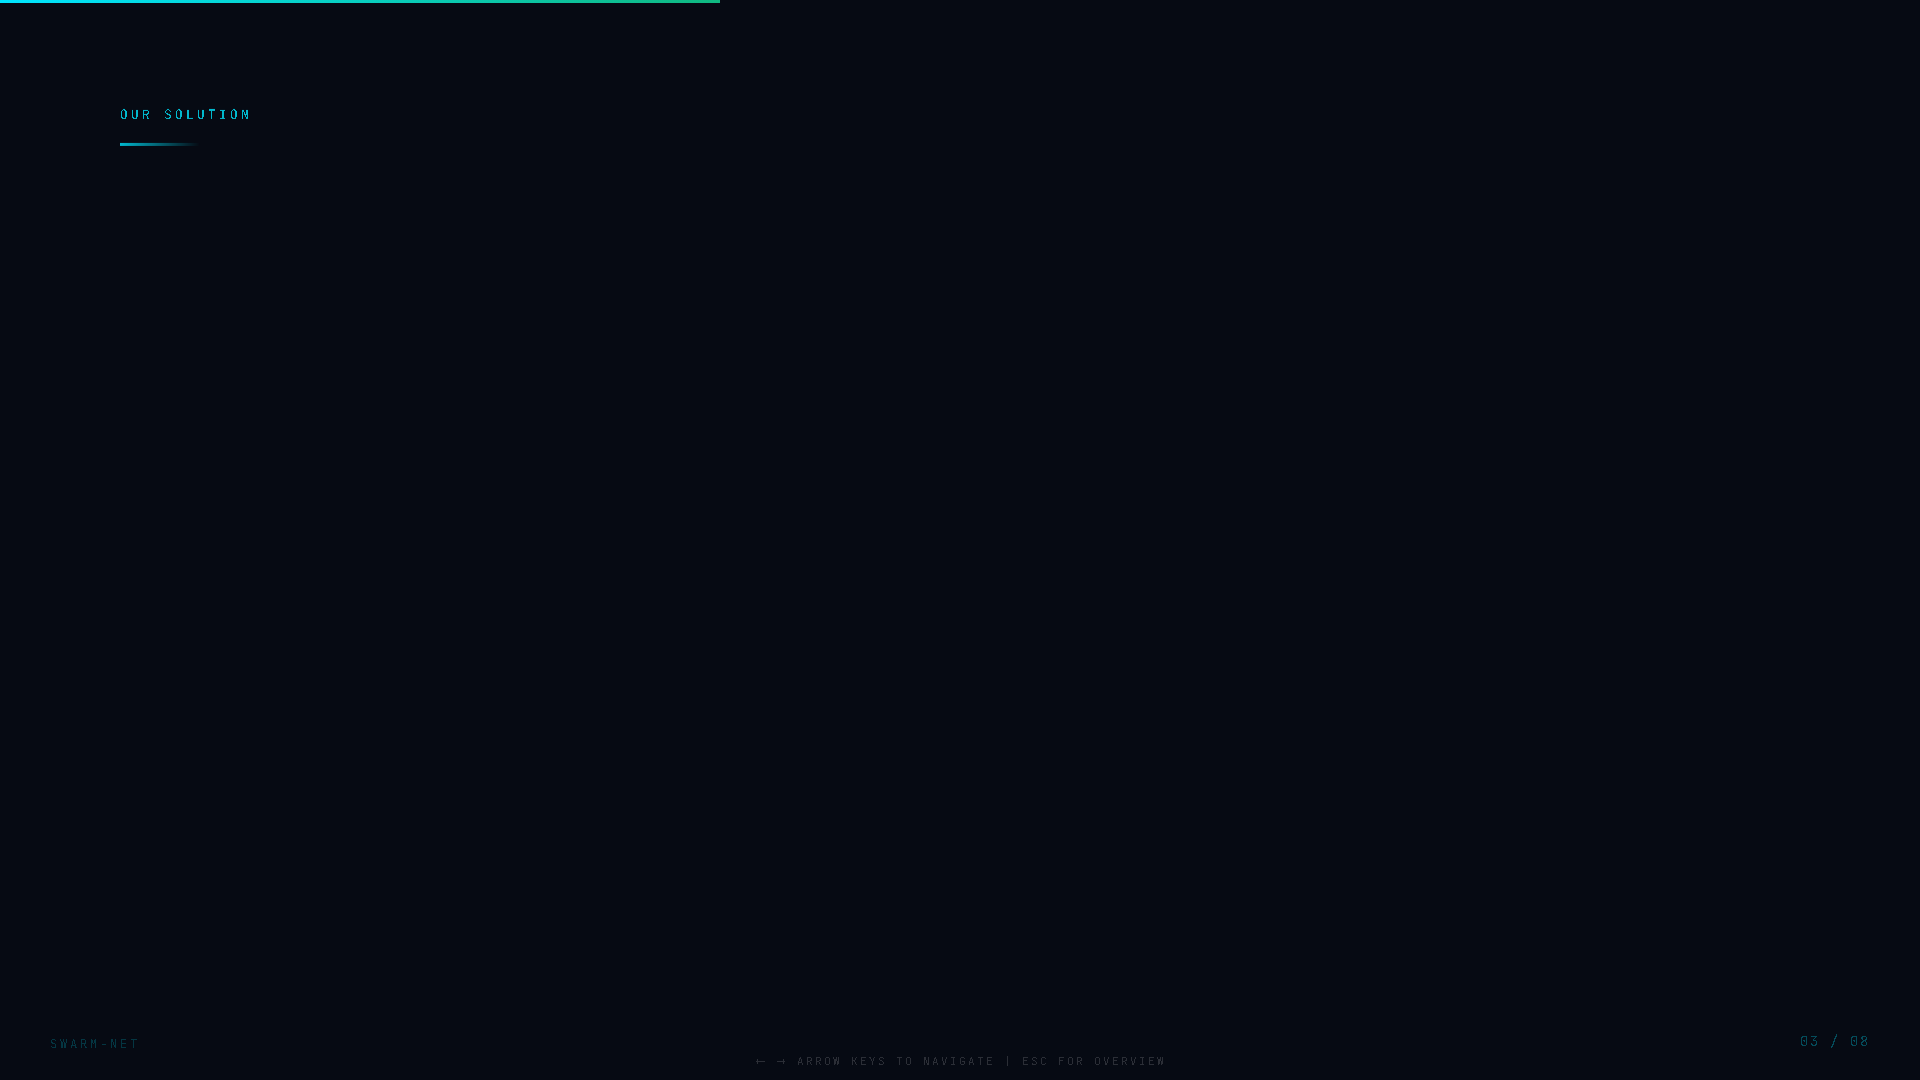 OUR SOLUTION
SWARM-NET
← → ARROW KEYS TO NAVIGATE | ESC FOR OVERVIEW
03 / 08